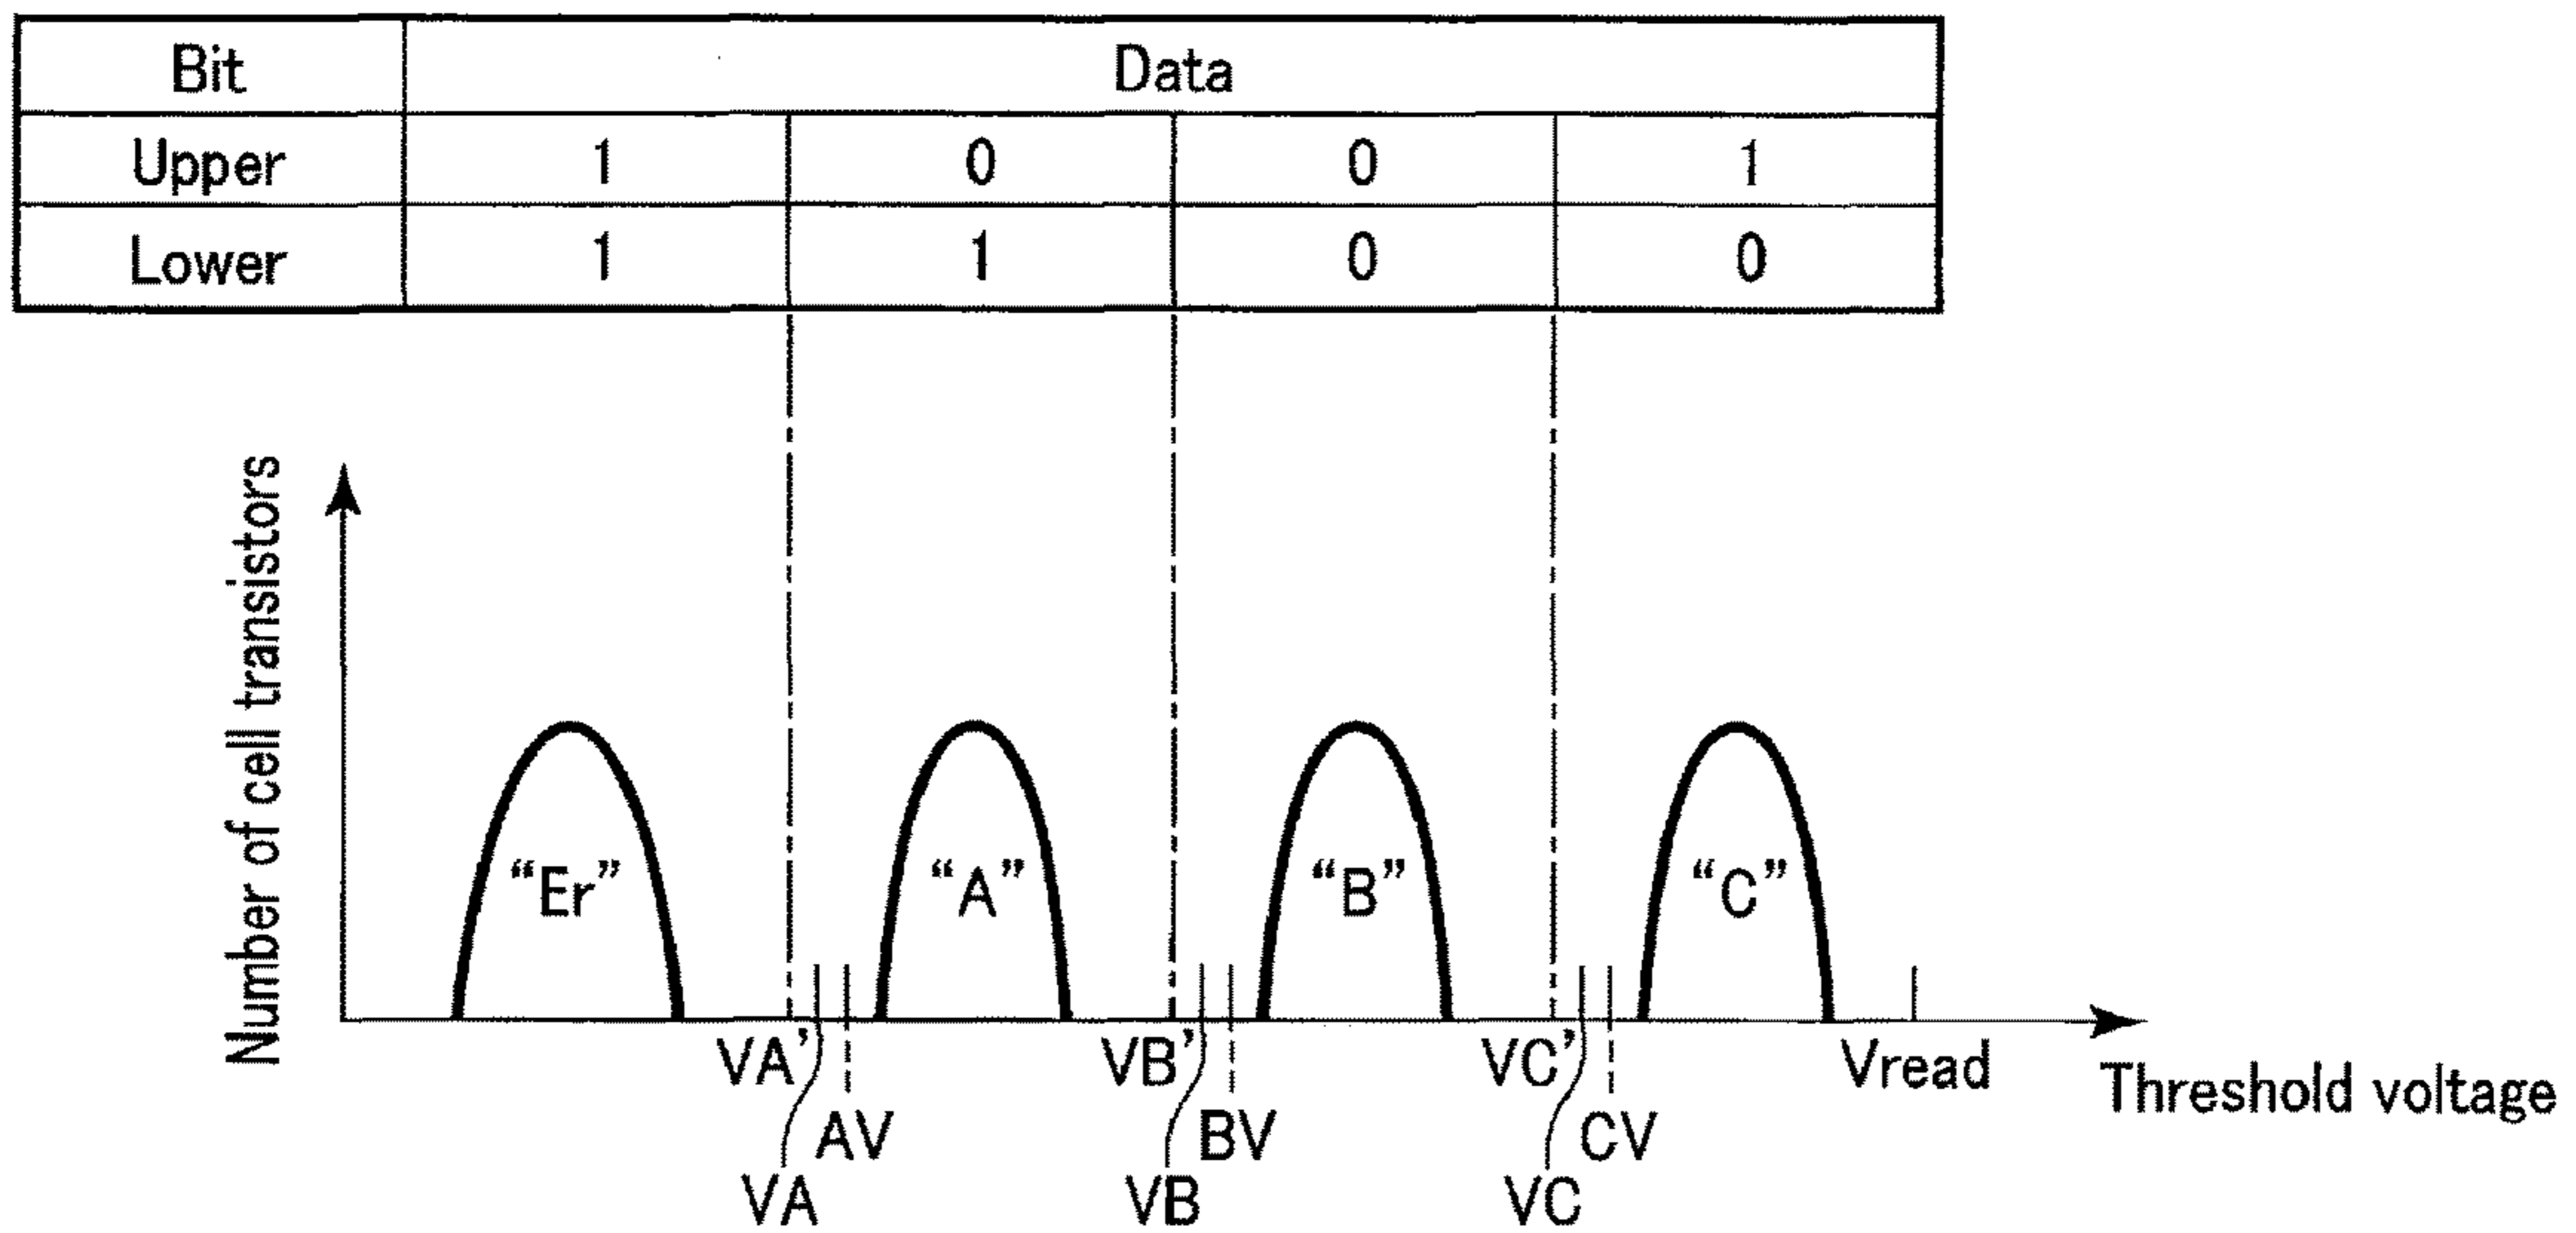 Bit Data
Upper 1 0 0 1
Lower 1 1 0 0
Number of cell transistors
“Er” “A” “B” “C”
VA’ VB’ VC’ Vread
Threshold voltage
AV BV CV
VA VB VC